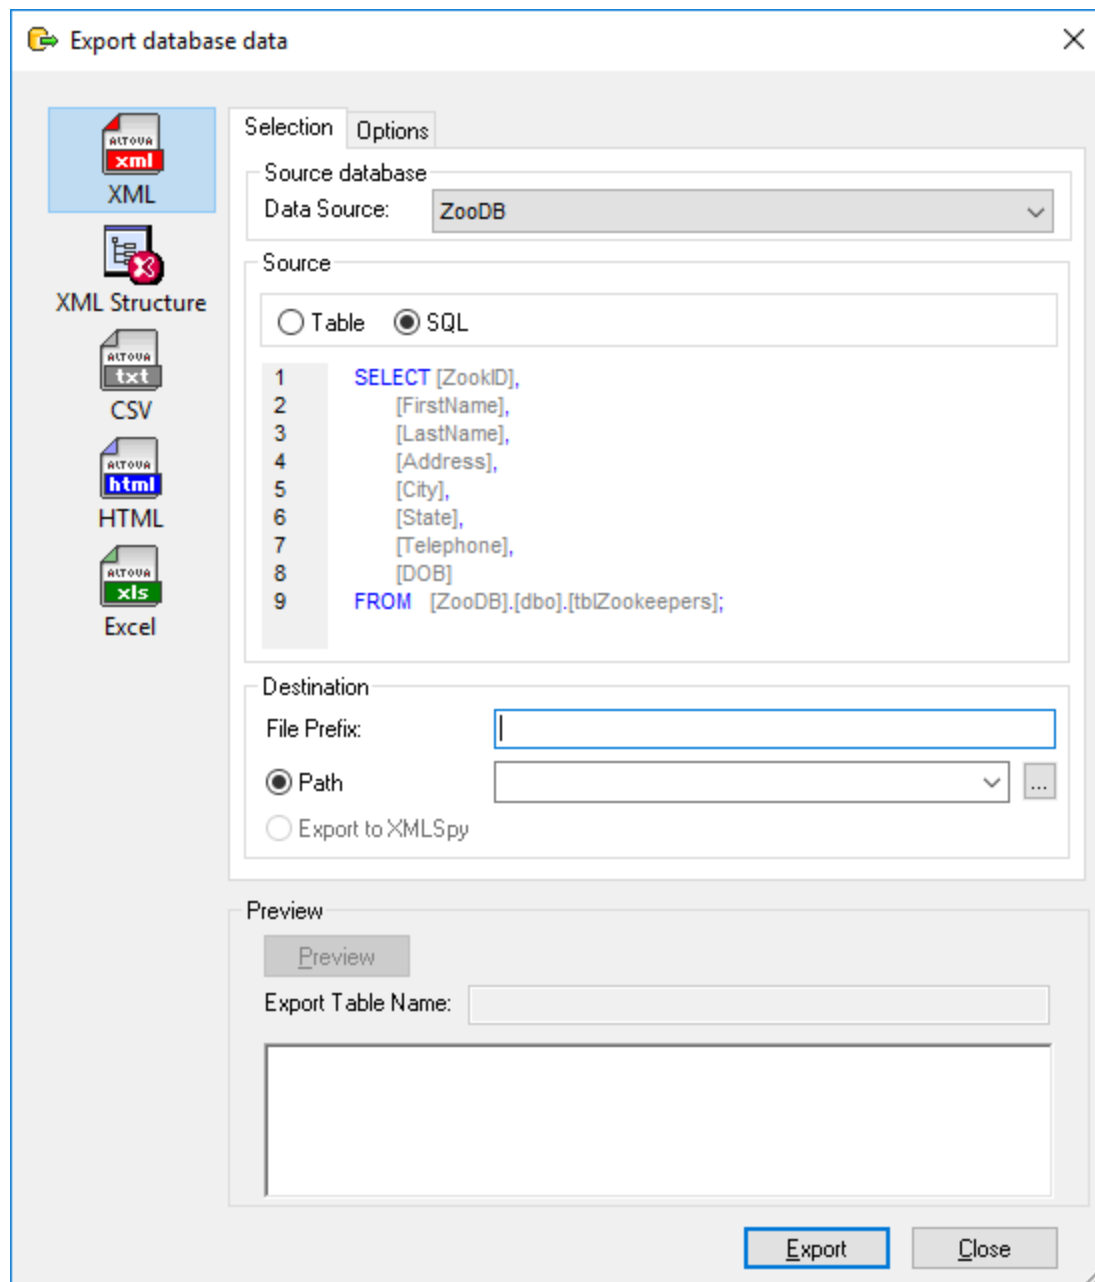 Export database data
ALTOVA
xml
XML
XML Structure
ALTOVA
txt
CSV
ALTOVA
html
HTML
ALTOVA
xls
Excel
Selection Options
Source database
Data Source: ZooDB
Source
Table SQL
1 SELECT [ZookID],
2 [FirstName],
3 [LastName],
4 [Address],
5 [City],
6 [State],
7 [Telephone],
8 [DOB]
9 FROM [ZooDB].[dbo].[tblZookeepers];
Destination
File Prefix:
Path ...
Export to XMLSpy
Preview
Preview
Export Table Name:
Export Close